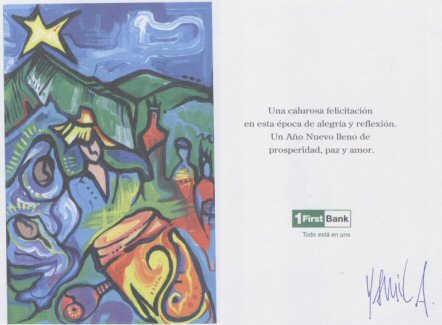 Una calurosa felicitación
en esta época de alegría y reflexión.
Un Año Nuevo lleno de
prosperidad, paz y amor.
1FirstBank
Todo está en uno